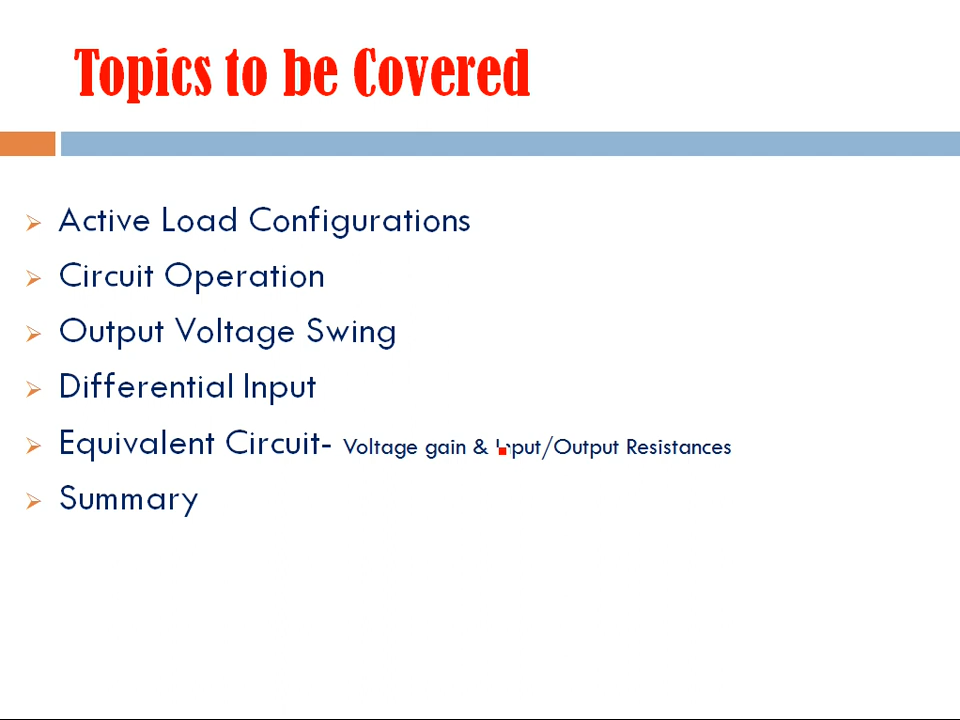 Topics to be Covered
Active Load Configurations
Circuit Operation
Output Voltage Swing
Differential Input
Equivalent Circuit- Voltage gain & Input/Output Resistances
Summary